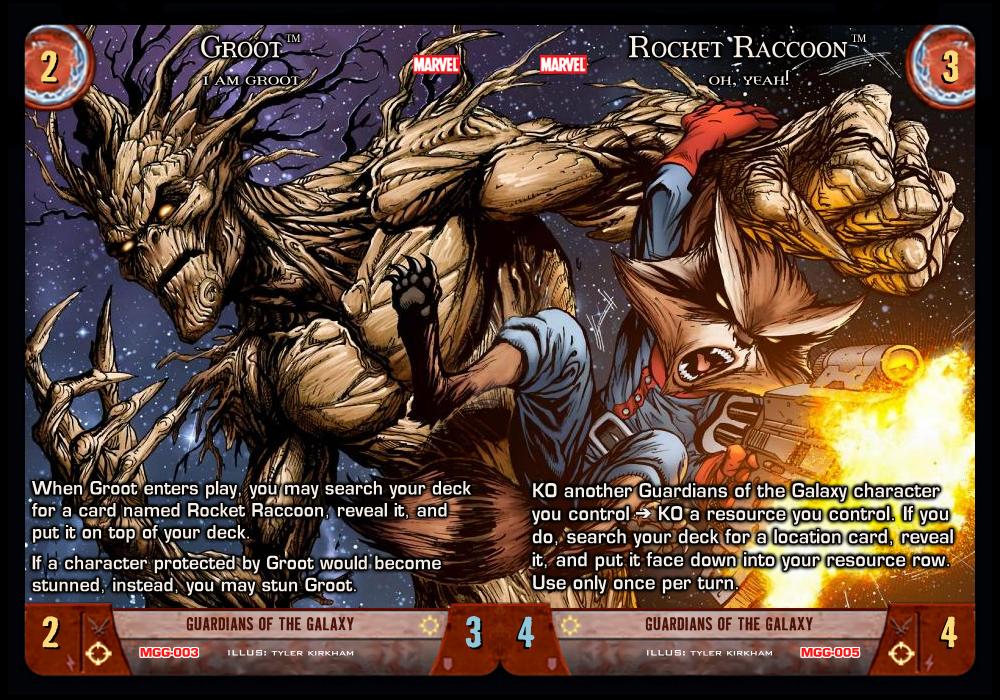 2
GROOT™
I AM GROOT
MARVEL
MARVEL
ROCKET RACCOON™
OH, YEAH!
3
When Groot enters play, you may search your deck
for a card named Rocket Raccoon, reveal it, and
put it on top of your deck.
If a character protected by Groot would become
stunned, instead, you may stun Groot.
KO another Guardians of the Galaxy character
you control → KO a resource you control. If you
do, search your deck for a location card, reveal
it, and put it face down into your resource row.
Use only once per turn.
2
GUARDIANS OF THE GALAXY
MGG-003 ILLUS: TYLER KIRKHAM
3
4
GUARDIANS OF THE GALAXY
ILLUS: TYLER KIRKHAM MGG-005
4